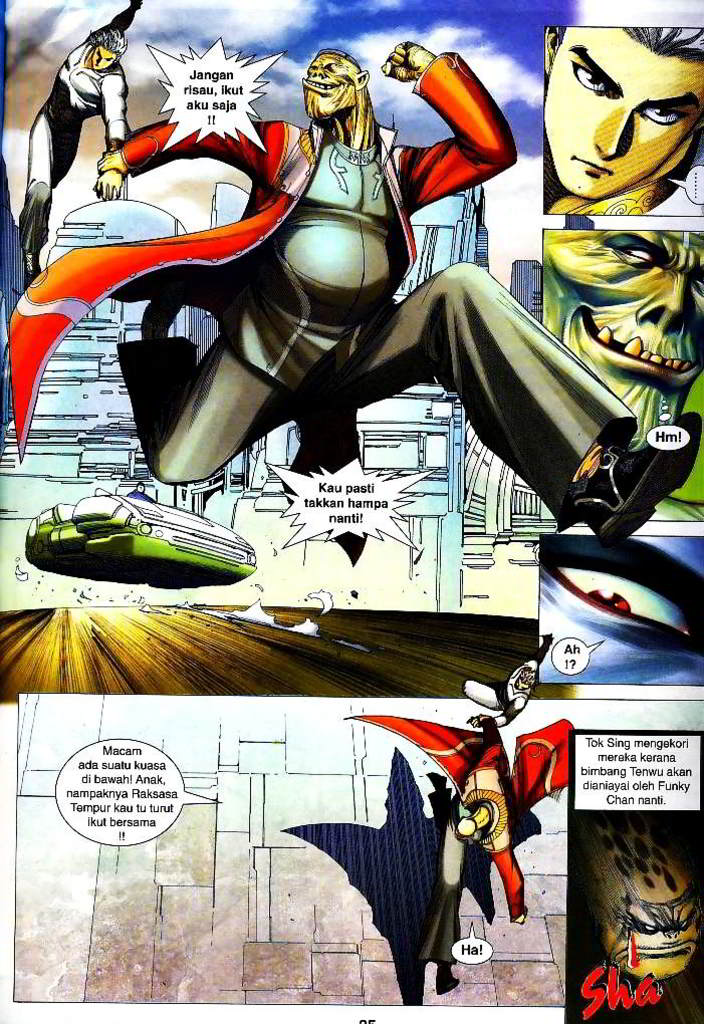 Jangan
risau, ikut
aku saja
!!
......
Hm!
Kau pasti
takkan hampa
nanti!
Ah
!?
Macam
ada suatu kuasa
di bawah! Anak,
nampaknya Raksasa
Tempur kau tu turut
ikut bersama
!!
Ha!
Tok Sing mengekori
mereka kerana
bimbang Tenwu akan
dianiayai oleh Funky
Chan nanti.
Sha